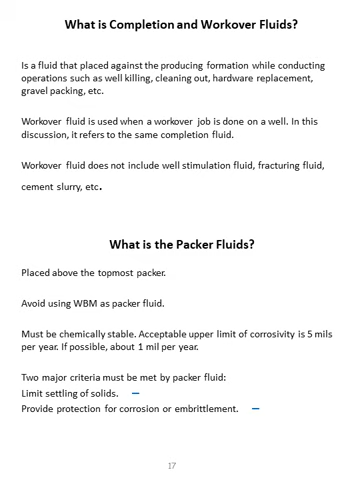 What is Completion and Workover Fluids?
Is a fluid that placed against the producing formation while conducting
operations such as well killing, cleaning out, hardware replacement,
gravel packing, etc.
Workover fluid is used when a workover job is done on a well. In this
discussion, it refers to the same completion fluid.
Workover fluid does not include well stimulation fluid, fracturing fluid,
cement slurry, etc.
What is the Packer Fluids?
Placed above the topmost packer.
Avoid using WBM as packer fluid.
Must be chemically stable. Acceptable upper limit of corrosivity is 5 mils
per year. If possible, about 1 mil per year.
Two major criteria must be met by packer fluid:
Limit settling of solids. –
Provide protection for corrosion or embrittlement. –
17